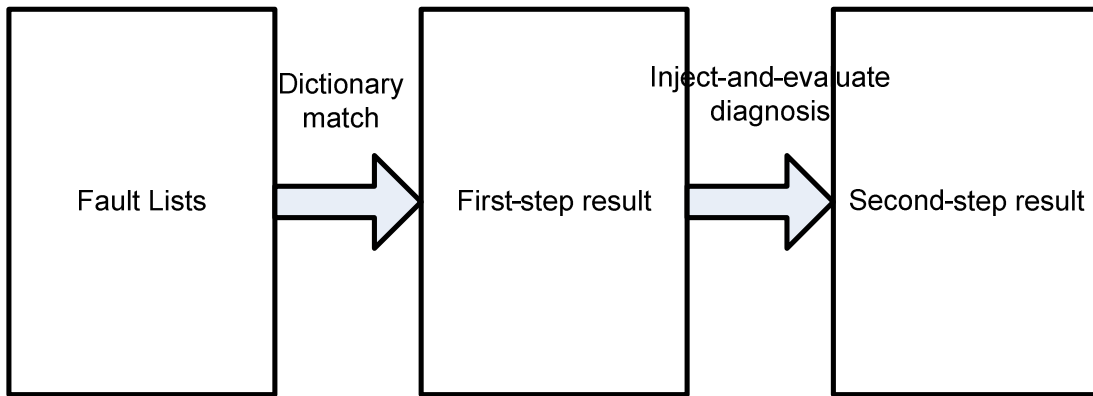 Dictionary
match
Inject-and-evaluate
diagnosis
Fault Lists
First-step result
Second-step result